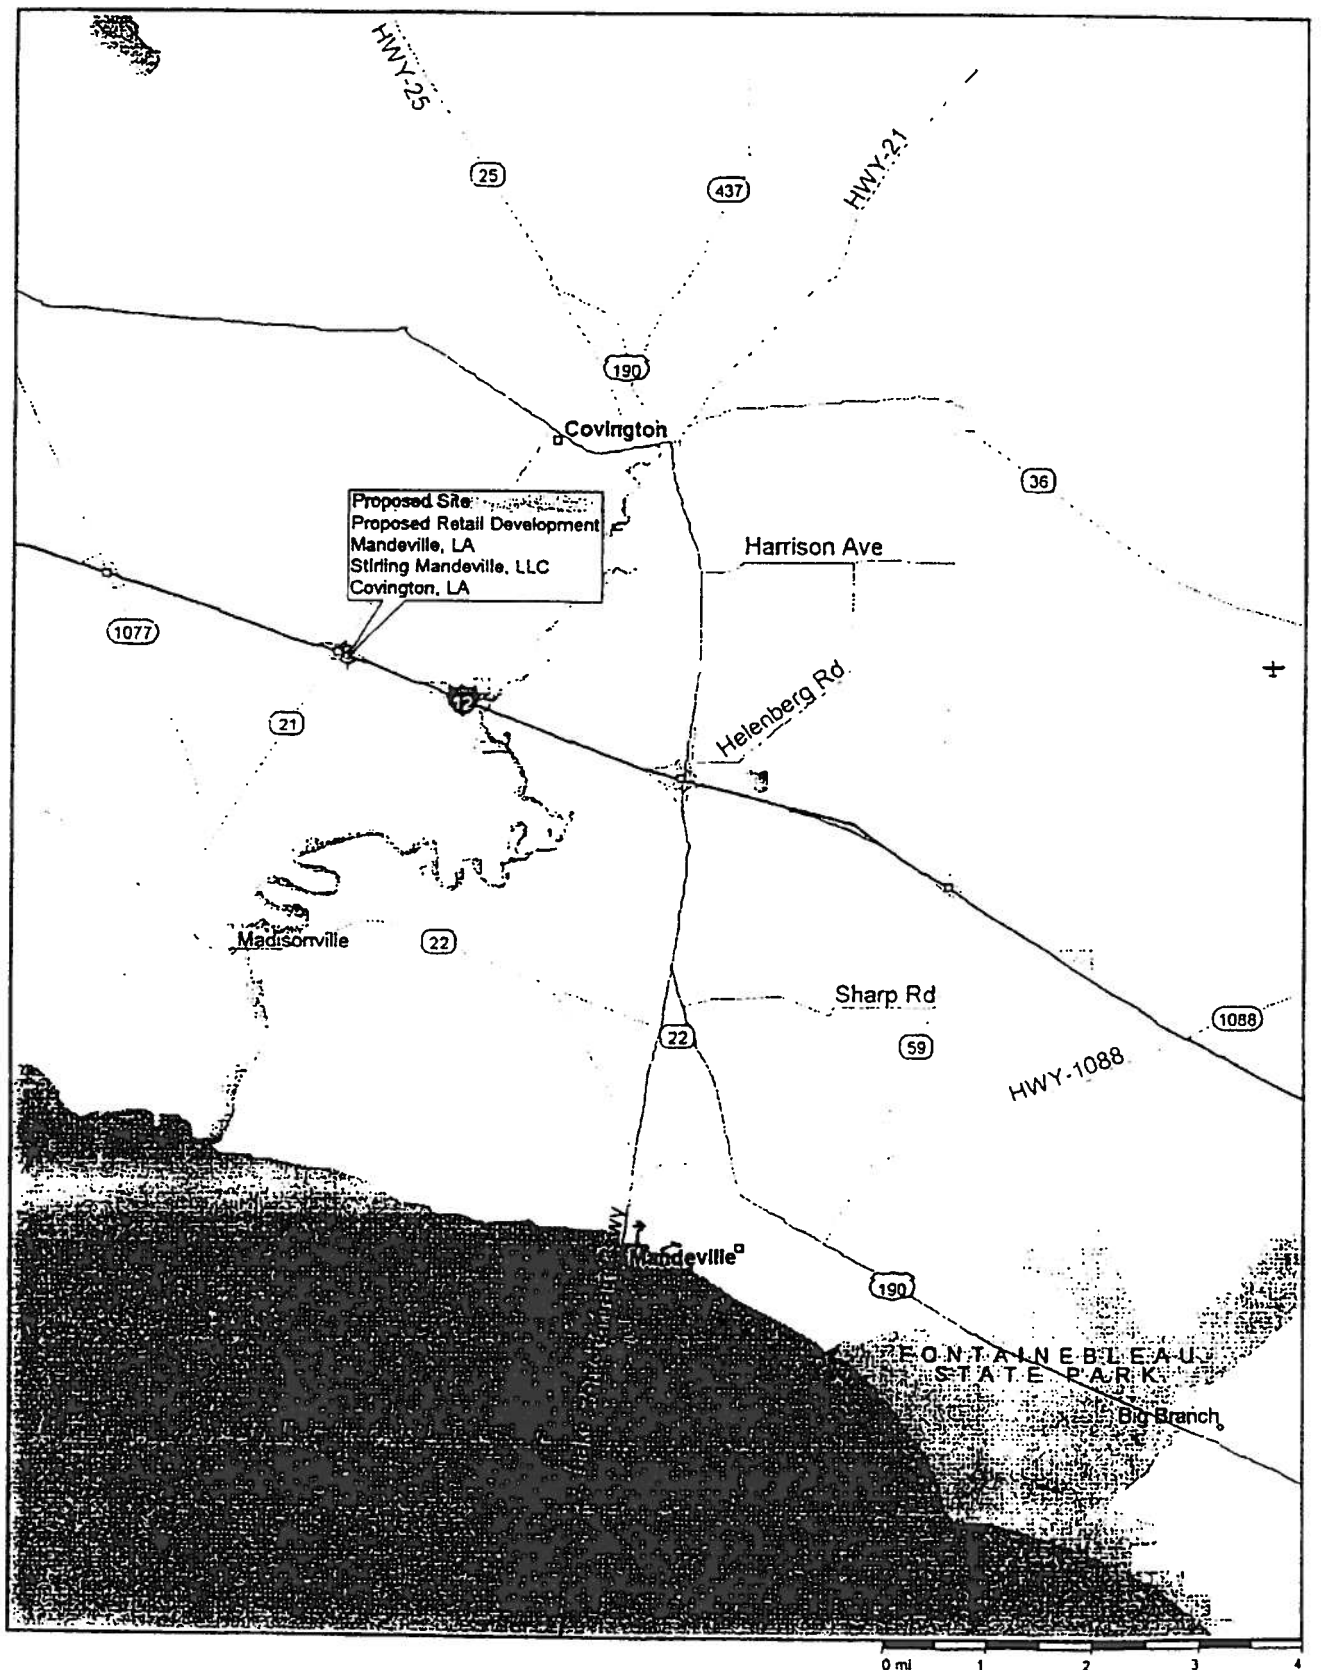 HWY-25
25
437
HWY-21
190
Covington
36
Proposed Site
Proposed Retail Development
Mandeville, LA
Stirling Mandeville, LLC
Covington, LA
Harrison Ave
1077
12
21
Helenberg Rd
Madisonville
22
Sharp Rd
22
59
1088
HWY-1088
Mandeville
190
FONTAINEBLEAU
STATE PARK
Big Branch
0 mi 1 2 3 4